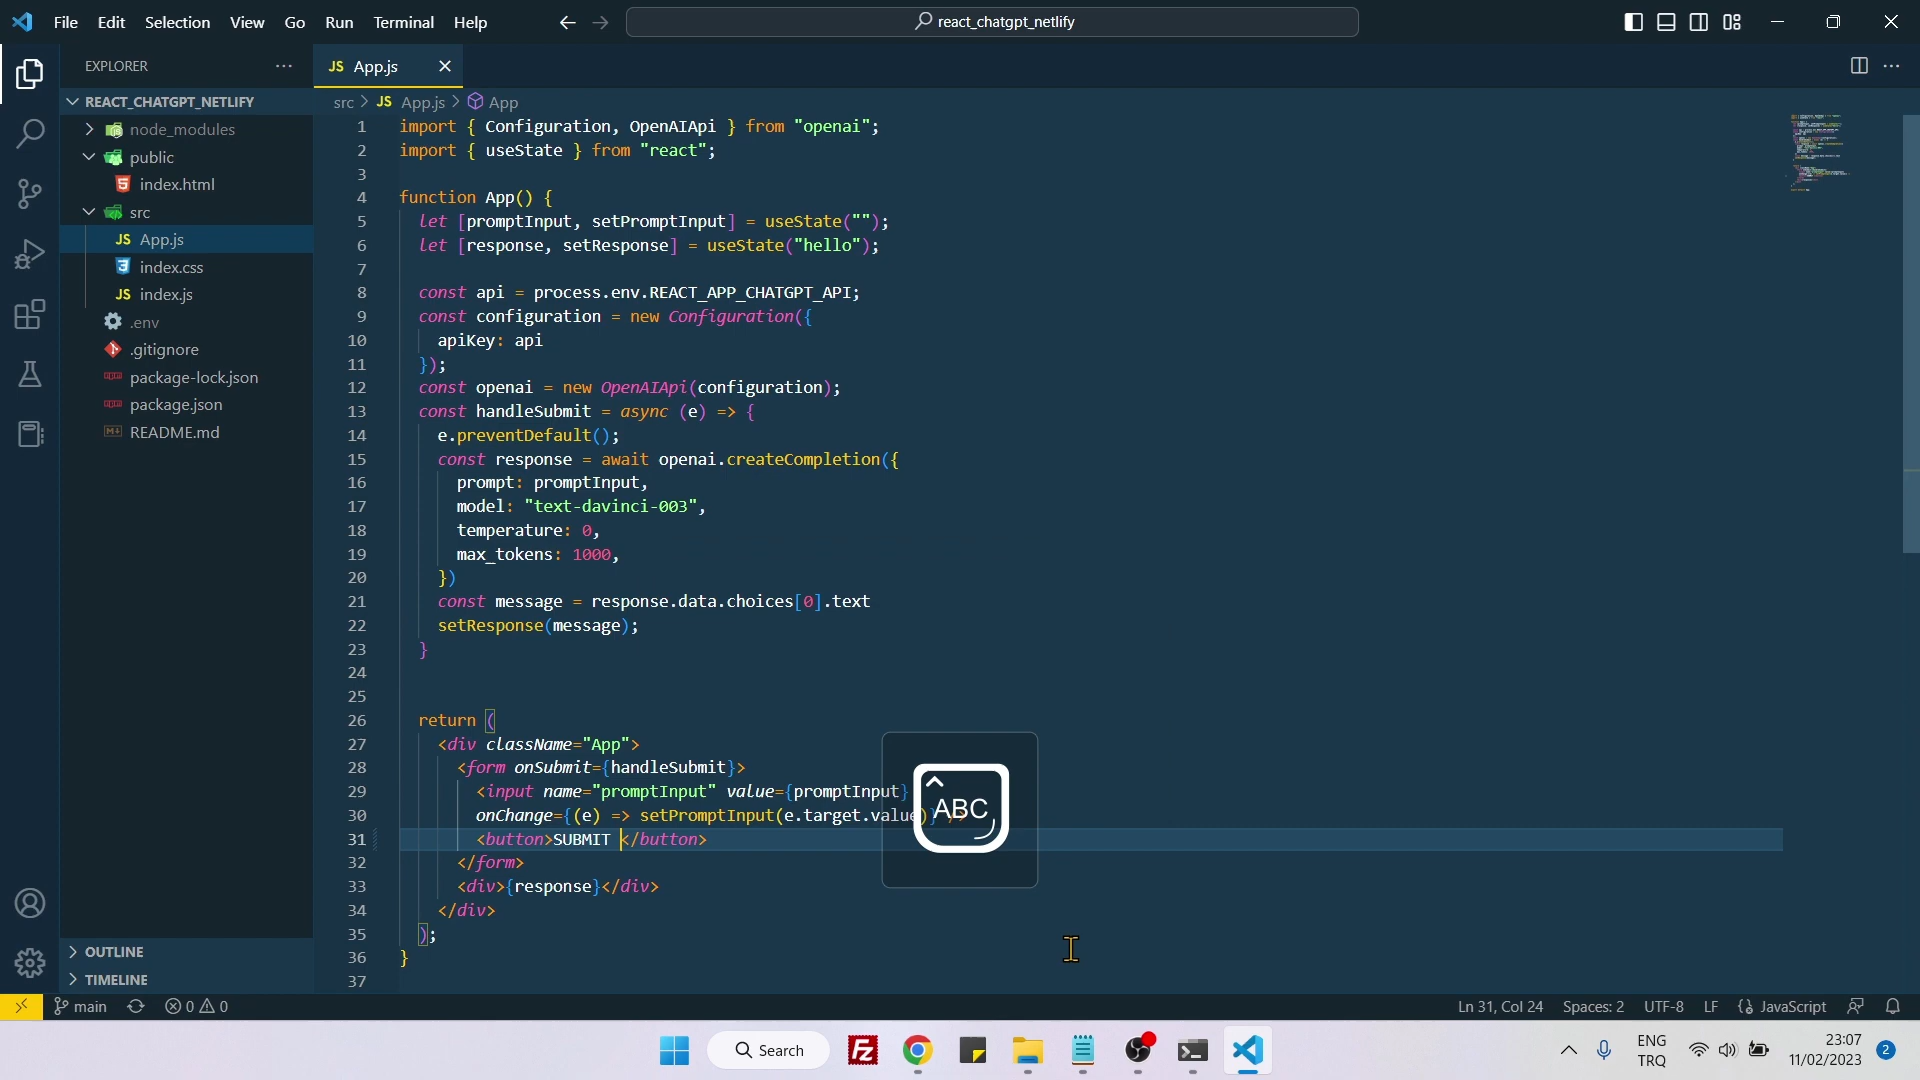 File Edit Selection View Go Run Terminal Help
react_chatgpt_netlify
EXPLORER
JS App.js
REACT_CHATGPT_NETLIFY
node_modules
public
index.html
src
JS App.js
index.css
JS index.js
.env
.gitignore
package-lock.json
package.json
README.md
OUTLINE
TIMELINE
src > JS App.js > App
1 import { Configuration, OpenAIApi } from "openai";
2 import { useState } from "react";
3
4 function App() {
5 let [promptInput, setPromptInput] = useState("");
6 let [response, setResponse] = useState("hello");
7
8 const api = process.env.REACT_APP_CHATGPT_API;
9 const configuration = new Configuration({
10 apiKey: api
11 });
12 const openai = new OpenAIApi(configuration);
13 const handleSubmit = async (e) => {
14 e.preventDefault();
15 const response = await openai.createCompletion({
16 prompt: promptInput,
17 model: "text-davinci-003",
18 temperature: 0,
19 max_tokens: 1000,
20 })
21 const message = response.data.choices[0].text
22 setResponse(message);
23 }
24
25
26 return (
27 <div className="App">
28 <form onSubmit={handleSubmit}>
29 <input name="promptInput" value={promptInput}
30 onChange={(e) => setPromptInput(e.target.value)} />
31 <button>SUBMIT </button>
32 </form>
33 <div>{response}</div>
34 </div>
35 );
36 }
37
ABC
main 0 0
Ln 31, Col 24 Spaces: 2 UTF-8 LF {} JavaScript
Search
Fz
ENG
TRQ
23:07
11/02/2023
2